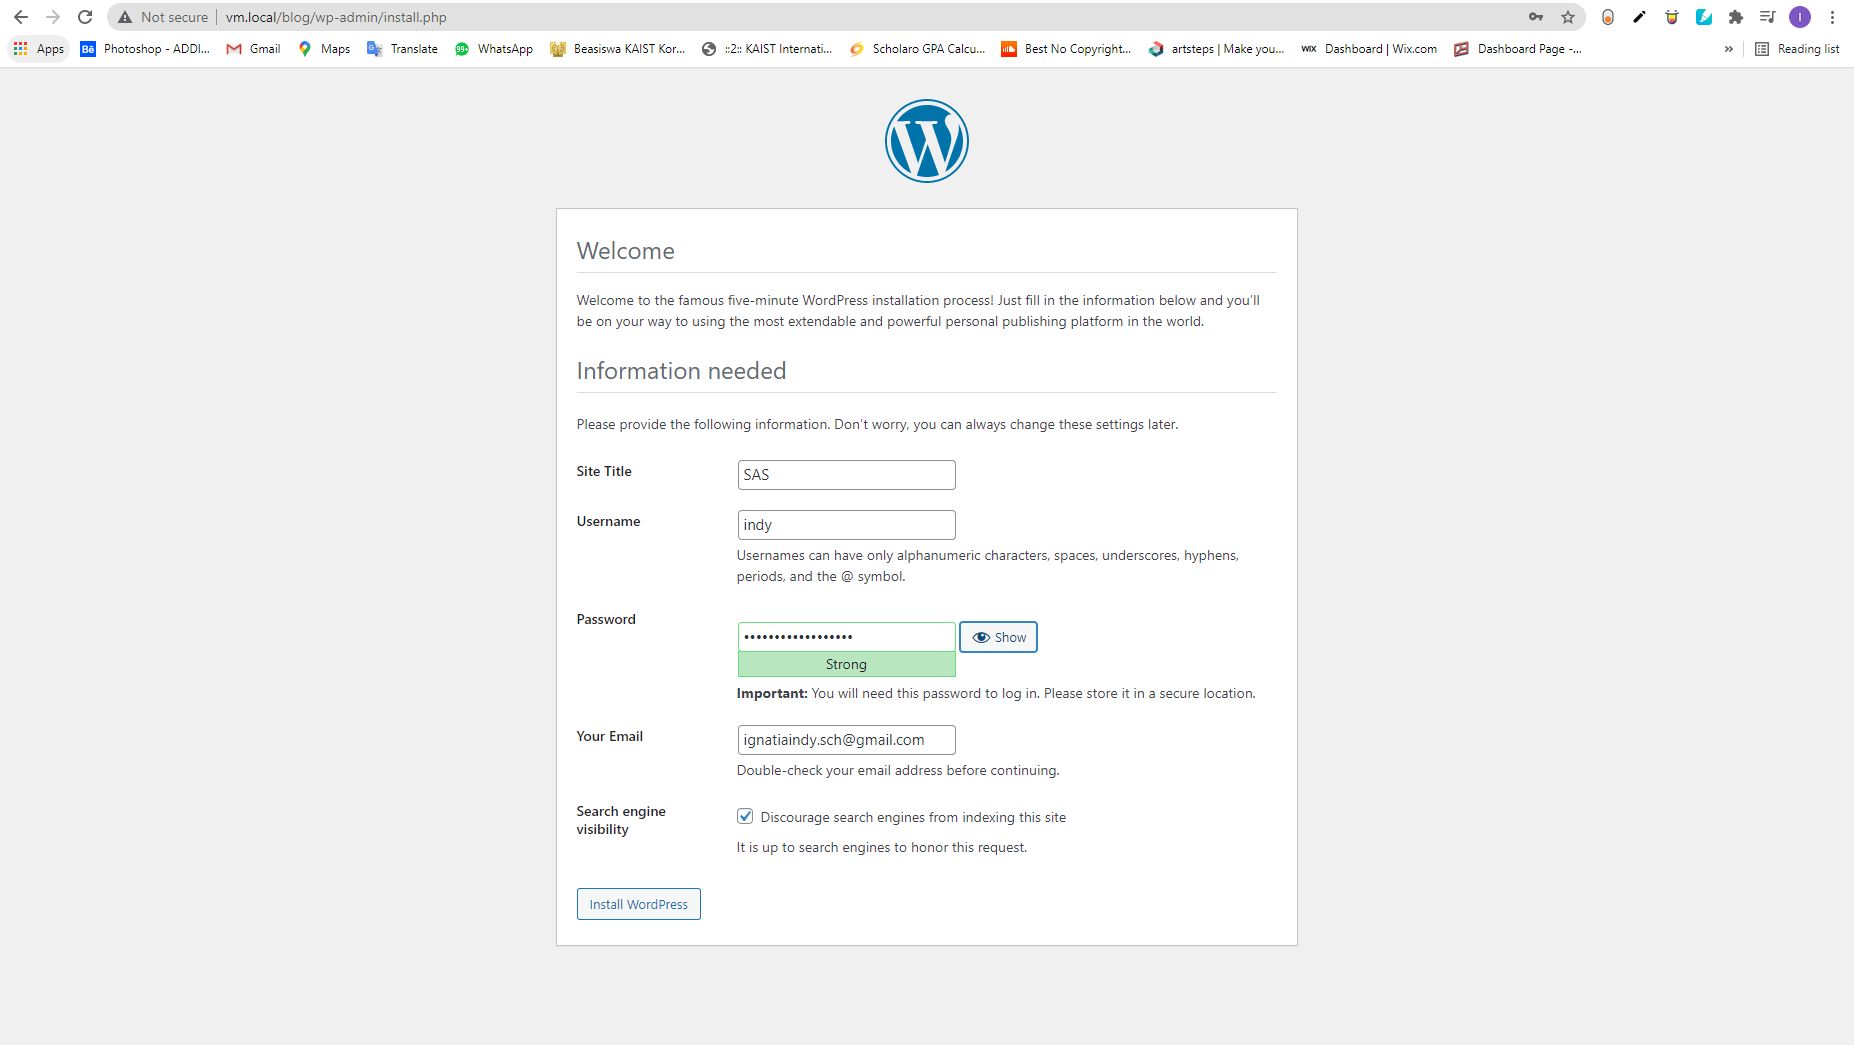 Not secure | vm.local/blog/wp-admin/install.php
Apps Photoshop - ADDI... Gmail Maps Translate WhatsApp Beasiswa KAIST Kor... ::2:: KAIST Internati... Scholaro GPA Calcu... Best No Copyright... artsteps | Make you... WIX Dashboard | Wix.com Dashboard Page -... » Reading list
Welcome
Welcome to the famous five-minute WordPress installation process! Just fill in the information below and you’ll
be on your way to using the most extendable and powerful personal publishing platform in the world.
Information needed
Please provide the following information. Don’t worry, you can always change these settings later.
Site Title SAS
Username indy
Usernames can have only alphanumeric characters, spaces, underscores, hyphens,
periods, and the @ symbol.
Password •••••••••••••••••• Show
Strong
Important: You will need this password to log in. Please store it in a secure location.
Your Email ignatiaindy.sch@gmail.com
Double-check your email address before continuing.
Search engine
visibility
Discourage search engines from indexing this site
It is up to search engines to honor this request.
Install WordPress